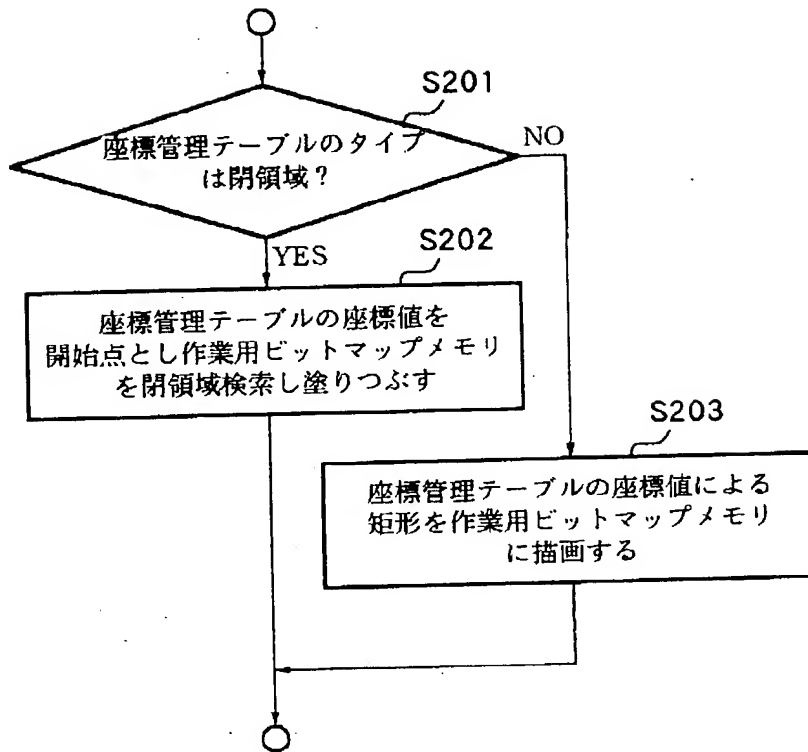 S201
座標管理テーブルのタイプ
は閉領域?
NO
YES
S202
座標管理テーブルの座標値を
開始点とし作業用ビットマップメモリ
を閉領域検索し塗りつぶす
S203
座標管理テーブルの座標値による
矩形を作業用ビットマップメモリ
に描画する